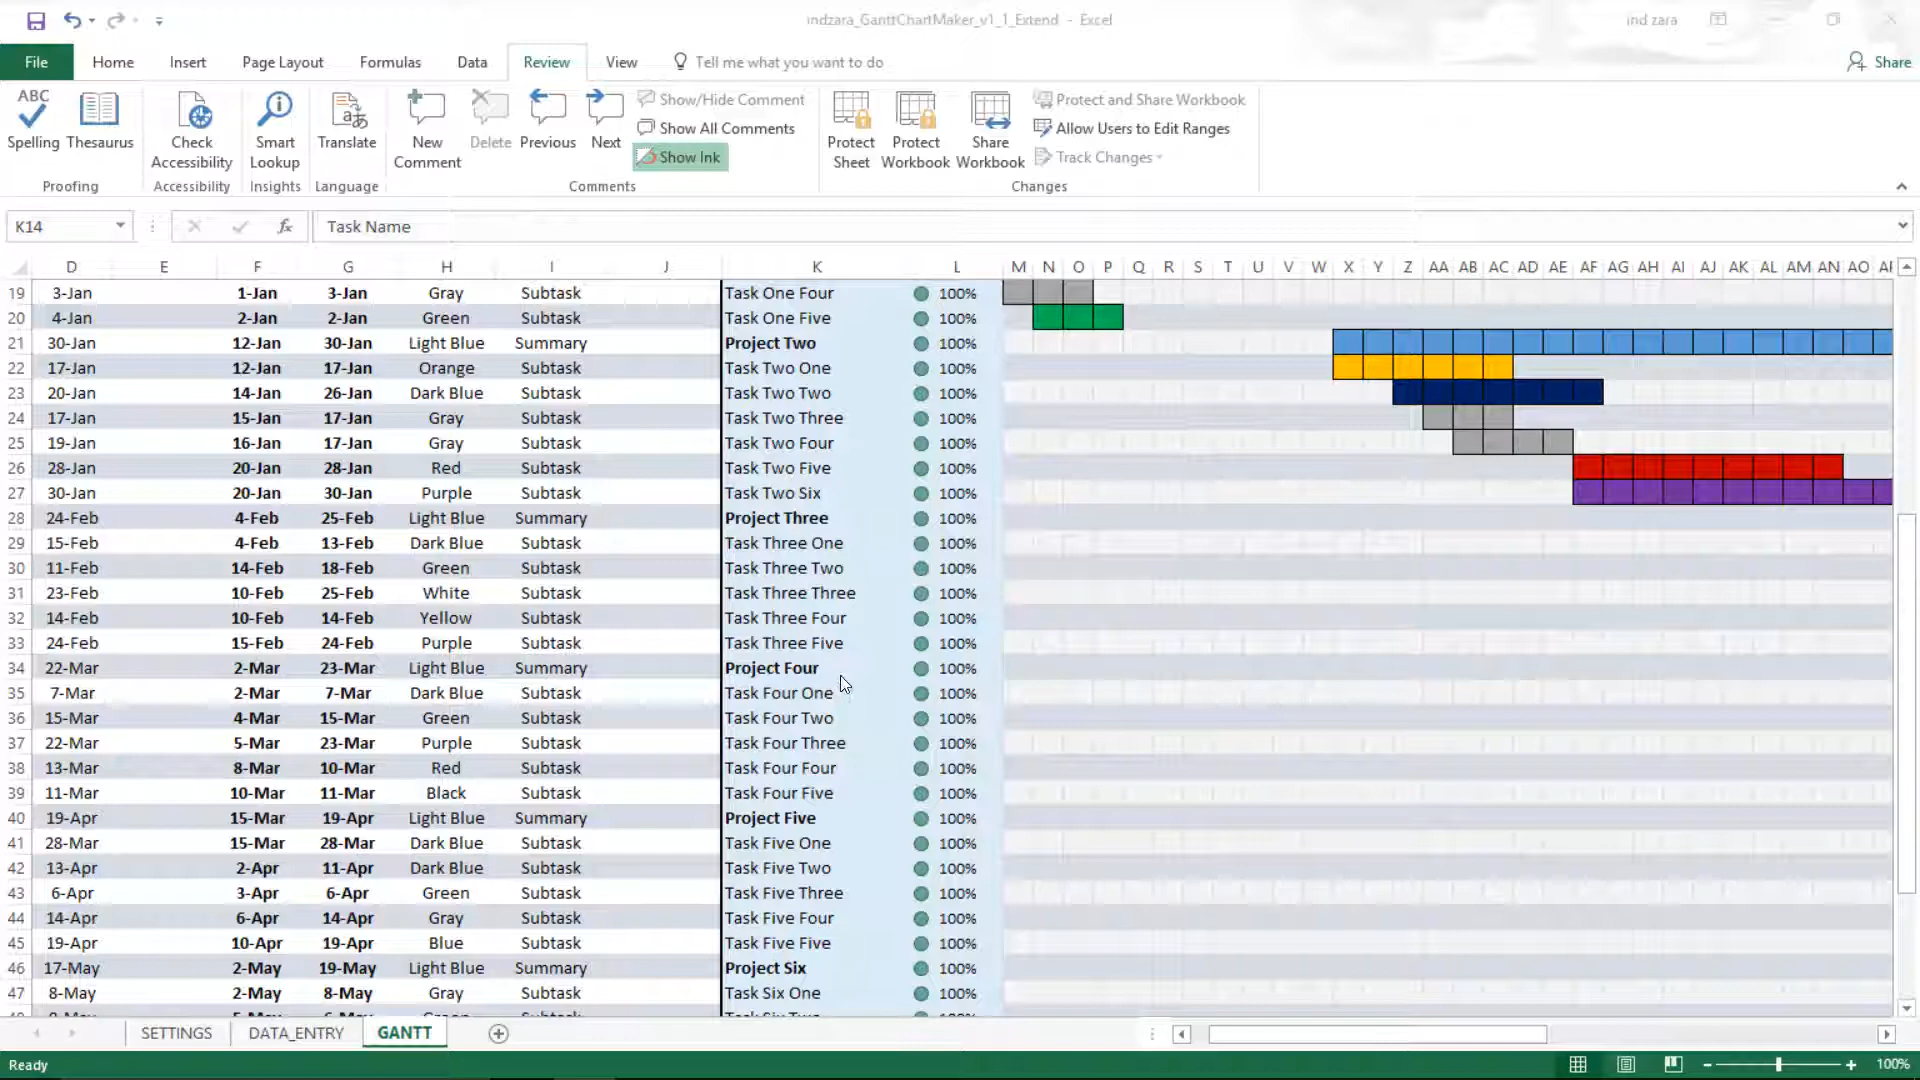 indzara_GanttChartMaker_v1_1_Extend - Excel
ind zara
File Home Insert Page Layout Formulas Data Review View Tell me what you want to do Share
ABC
Spelling Thesaurus
Proofing
Check Accessibility
Accessibility
Smart Lookup
Insights
Translate
Language
New Comment Delete Previous Next
Show/Hide Comment
Show All Comments
Show Ink
Comments
Protect Sheet
Protect Workbook
Share Workbook
Protect and Share Workbook
Allow Users to Edit Ranges
Track Changes
Changes
K14 fx Task Name
D E F G H I J K L M N O P Q R S T U V W X Y Z AA AB AC AD AE AF AG AH AI AJ AK AL AM AN AO
19 3-Jan 1-Jan 3-Jan Gray Subtask Task One Four 100%
20 4-Jan 2-Jan 2-Jan Green Subtask Task One Five 100%
21 30-Jan 12-Jan 30-Jan Light Blue Summary Project Two 100%
22 17-Jan 12-Jan 17-Jan Orange Subtask Task Two One 100%
23 20-Jan 14-Jan 26-Jan Dark Blue Subtask Task Two Two 100%
24 17-Jan 15-Jan 17-Jan Gray Subtask Task Two Three 100%
25 19-Jan 16-Jan 17-Jan Gray Subtask Task Two Four 100%
26 28-Jan 20-Jan 28-Jan Red Subtask Task Two Five 100%
27 30-Jan 20-Jan 30-Jan Purple Subtask Task Two Six 100%
28 24-Feb 4-Feb 25-Feb Light Blue Summary Project Three 100%
29 15-Feb 4-Feb 13-Feb Dark Blue Subtask Task Three One 100%
30 11-Feb 14-Feb 18-Feb Green Subtask Task Three Two 100%
31 23-Feb 10-Feb 25-Feb White Subtask Task Three Three 100%
32 14-Feb 10-Feb 14-Feb Yellow Subtask Task Three Four 100%
33 24-Feb 15-Feb 24-Feb Purple Subtask Task Three Five 100%
34 22-Mar 2-Mar 23-Mar Light Blue Summary Project Four 100%
35 7-Mar 2-Mar 7-Mar Dark Blue Subtask Task Four One 100%
36 15-Mar 4-Mar 15-Mar Green Subtask Task Four Two 100%
37 22-Mar 5-Mar 23-Mar Purple Subtask Task Four Three 100%
38 13-Mar 8-Mar 10-Mar Red Subtask Task Four Four 100%
39 11-Mar 10-Mar 11-Mar Black Subtask Task Four Five 100%
40 19-Apr 15-Mar 19-Apr Light Blue Summary Project Five 100%
41 28-Mar 15-Mar 28-Mar Dark Blue Subtask Task Five One 100%
42 13-Apr 2-Apr 11-Apr Dark Blue Subtask Task Five Two 100%
43 6-Apr 3-Apr 6-Apr Green Subtask Task Five Three 100%
44 14-Apr 6-Apr 14-Apr Gray Subtask Task Five Four 100%
45 19-Apr 10-Apr 19-Apr Blue Subtask Task Five Five 100%
46 17-May 2-May 19-May Light Blue Summary Project Six 100%
47 8-May 2-May 8-May Gray Subtask Task Six One 100%
SETTINGS DATA_ENTRY GANTT
Ready 100%